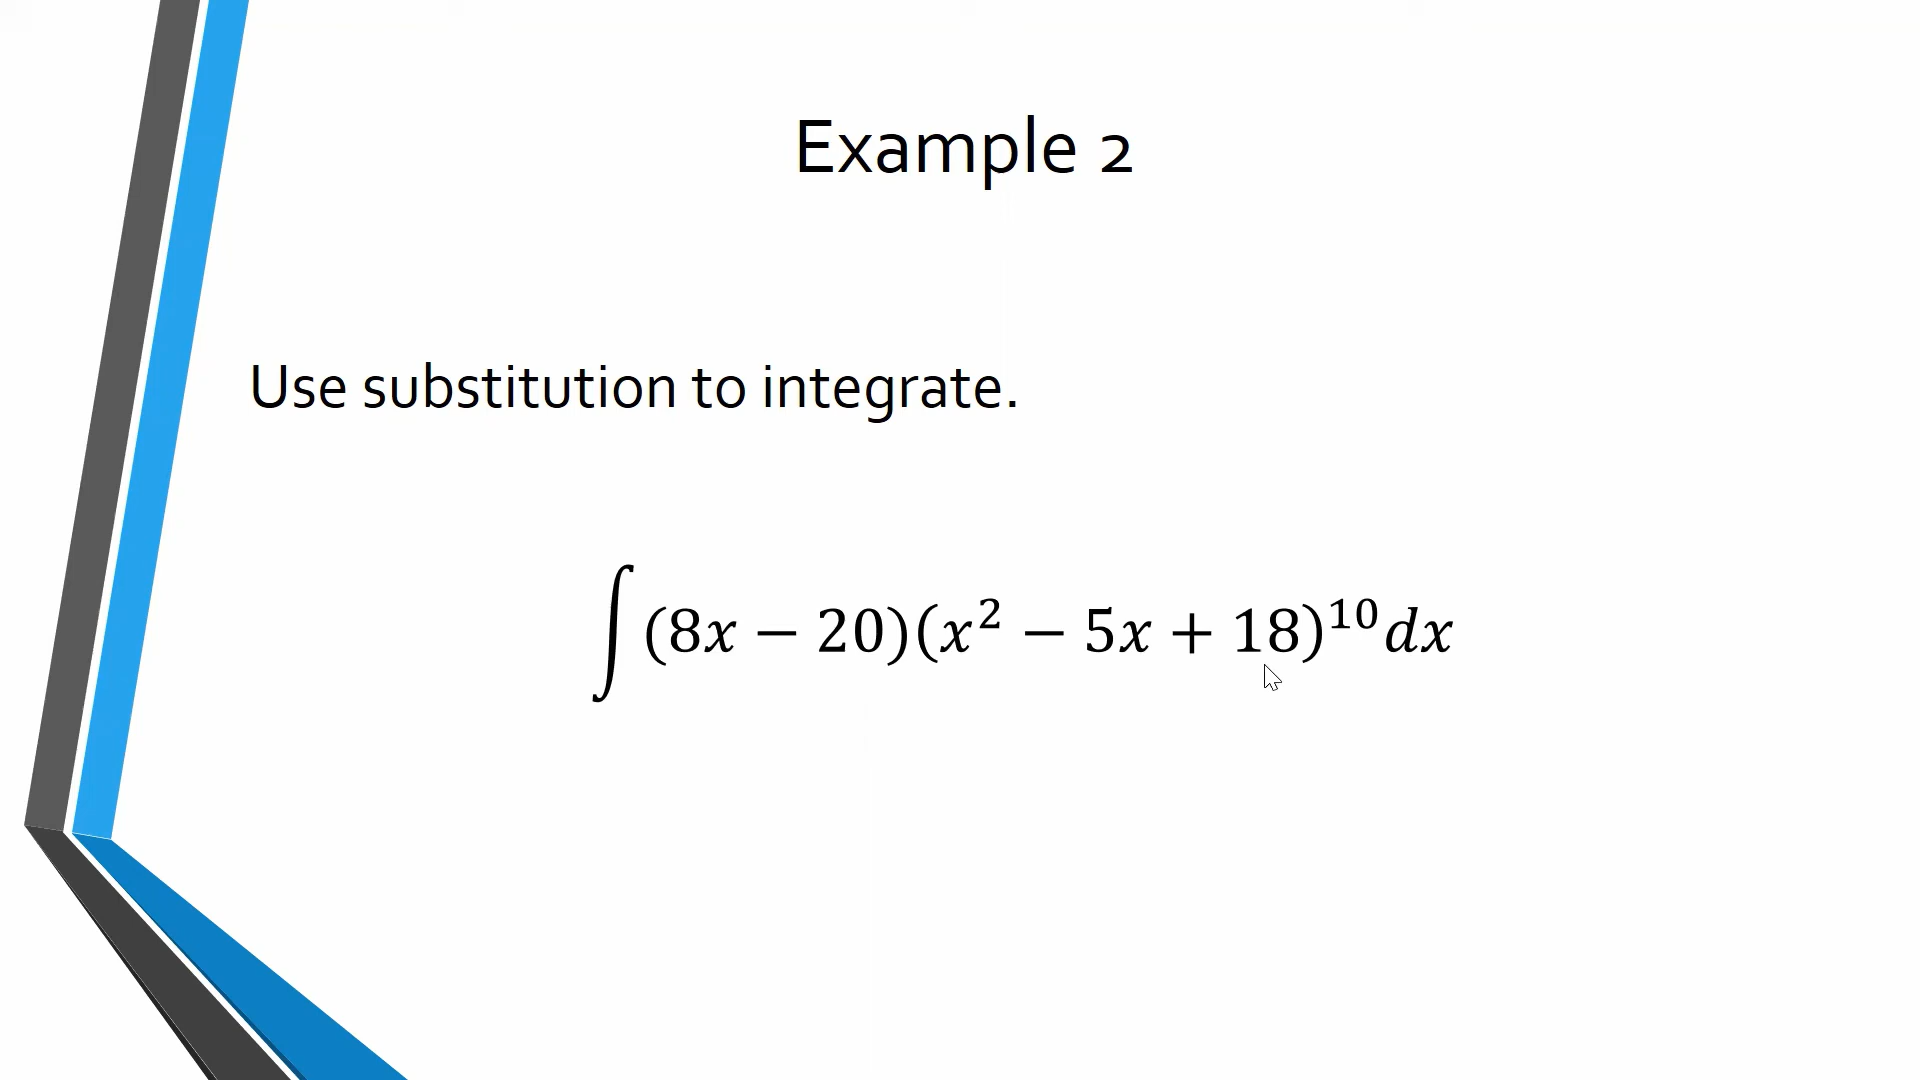 Example 2
Use substitution to integrate.
∫(8x − 20)(x² − 5x + 18)¹⁰dx